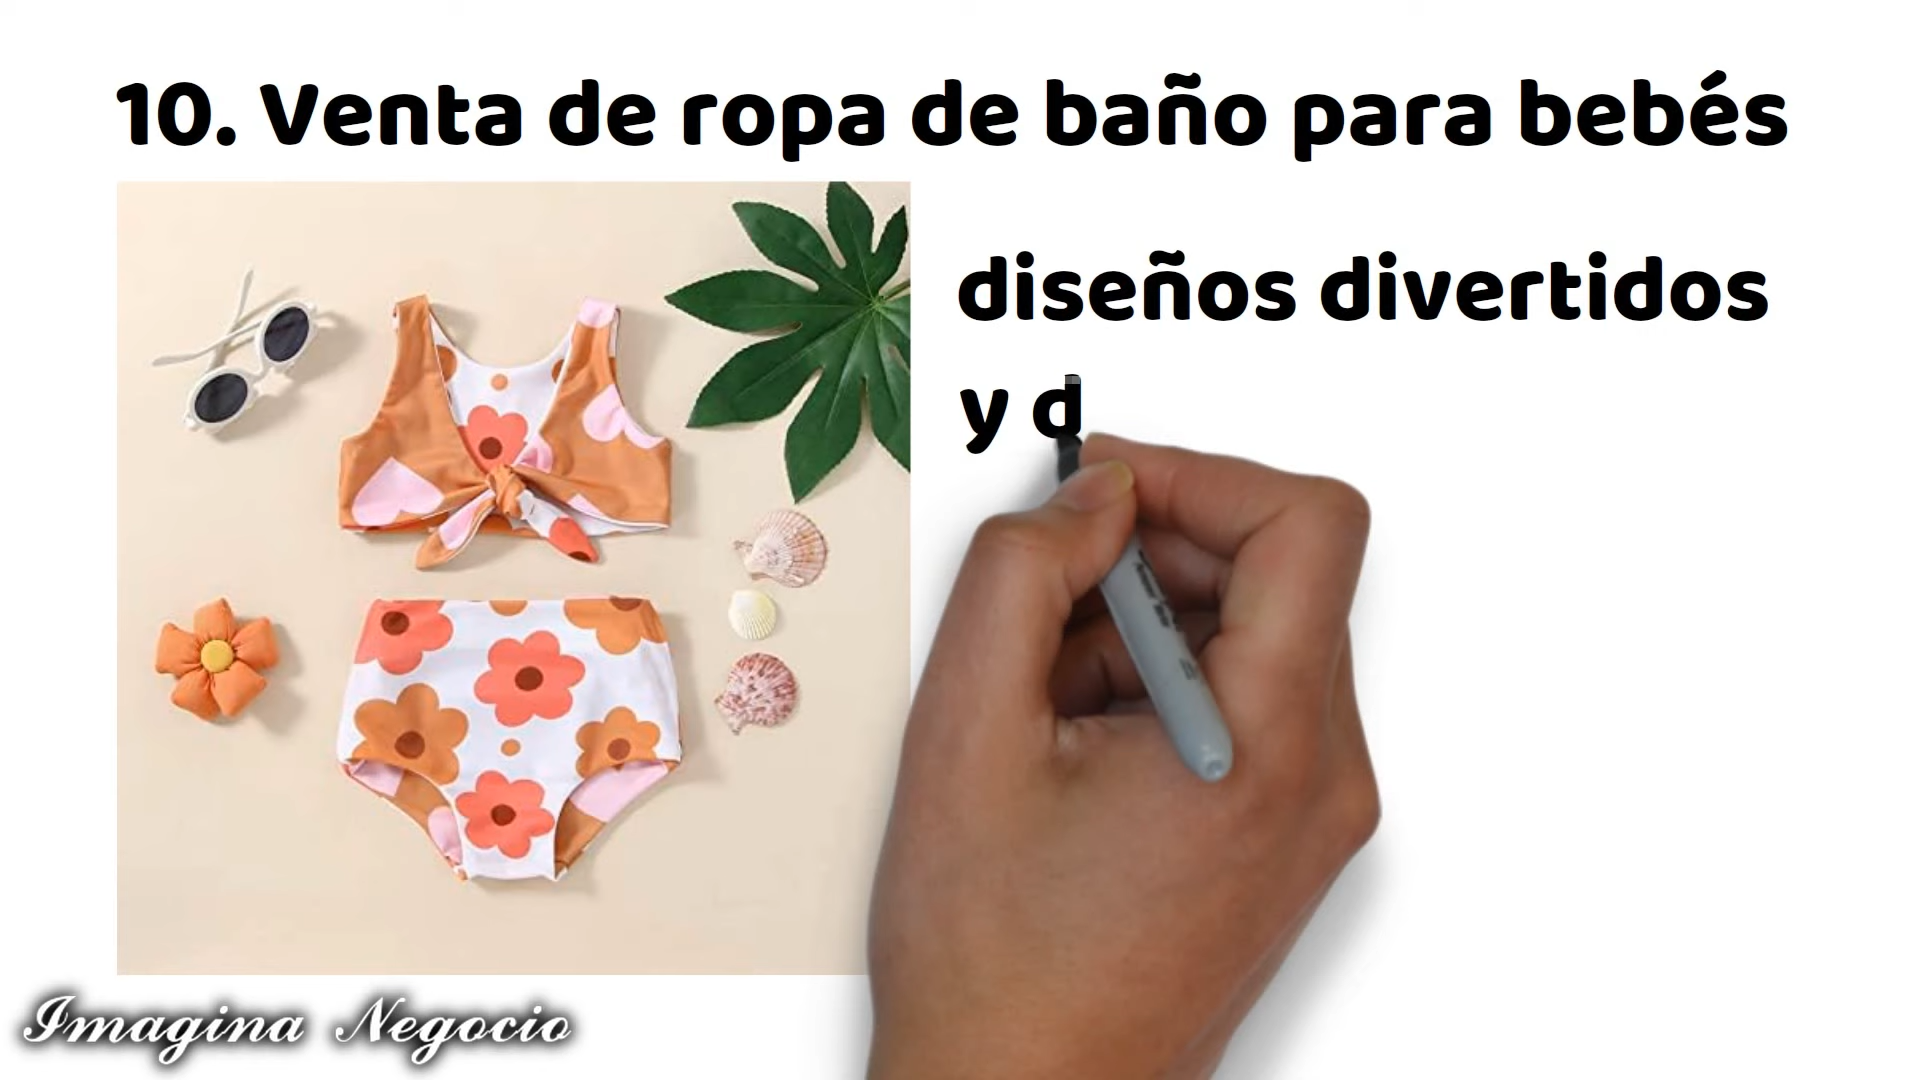 10. Venta de ropa de baño para bebés
diseños divertidos
y d
Imagina Negocio